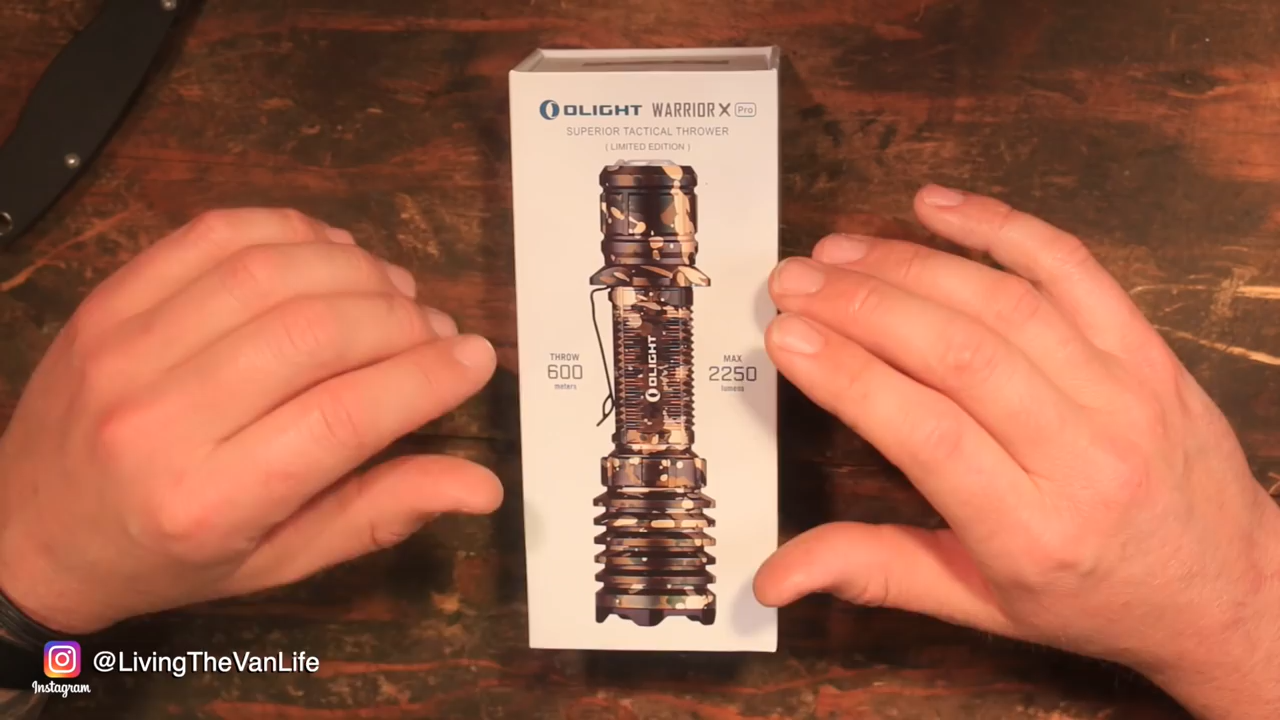 OLIGHT WARRIOR X Pro
SUPERIOR TACTICAL THROWER
( LIMITED EDITION )
THROW
600
meters
OLIGHT
MAX
2250
lumens
@LivingTheVanLife
Instagram